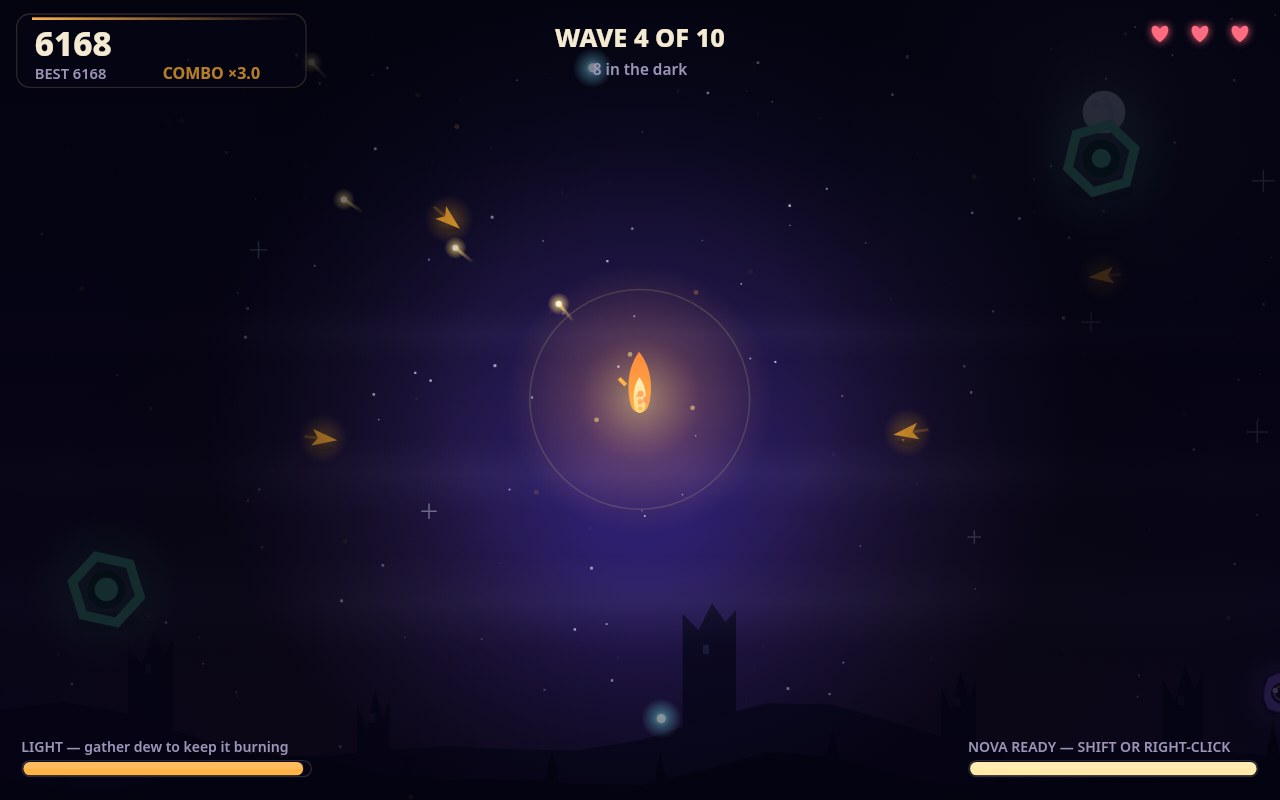 6168
BEST 6168
COMBO ×3.0
WAVE 4 OF 10
8 in the dark
LIGHT — gather dew to keep it burning
NOVA READY — SHIFT OR RIGHT-CLICK